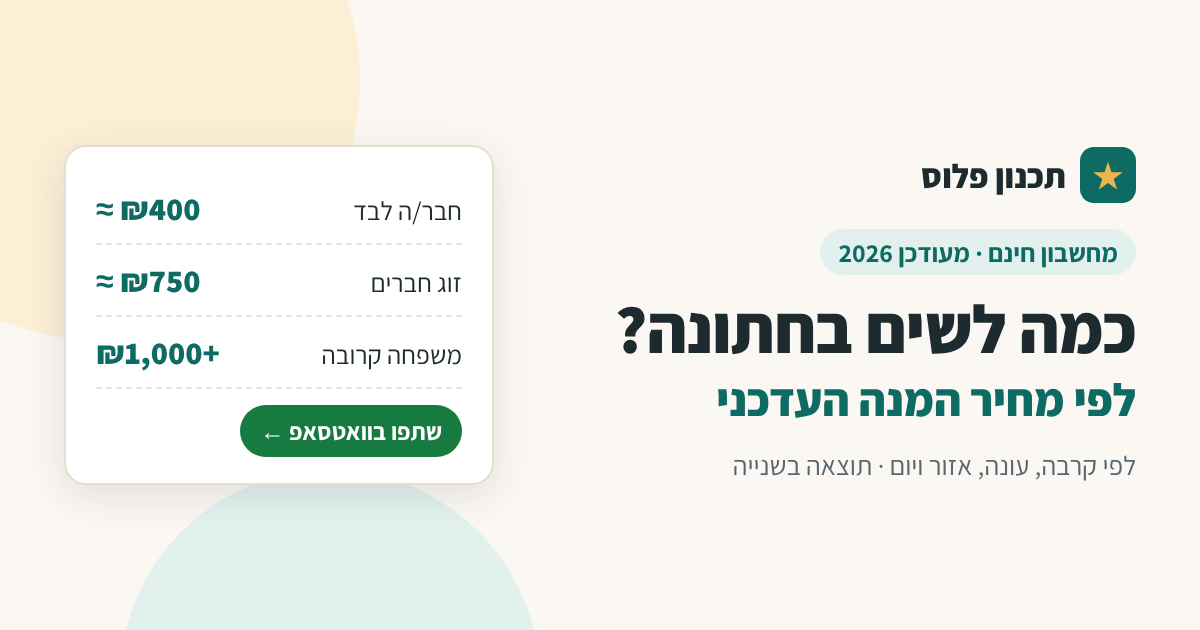 תכנון פלוס
מחשבון חינם · מעודכן 2026
כמה לשים בחתונה?
לפי מחיר המנה העדכני
לפי קרבה, עונה, אזור ויום · תוצאה בשנייה
חבר/ה לבד
₪400 ≈
זוג חברים
₪750 ≈
משפחה קרובה
₪1,000+
שתפו בוואטסאפ ←